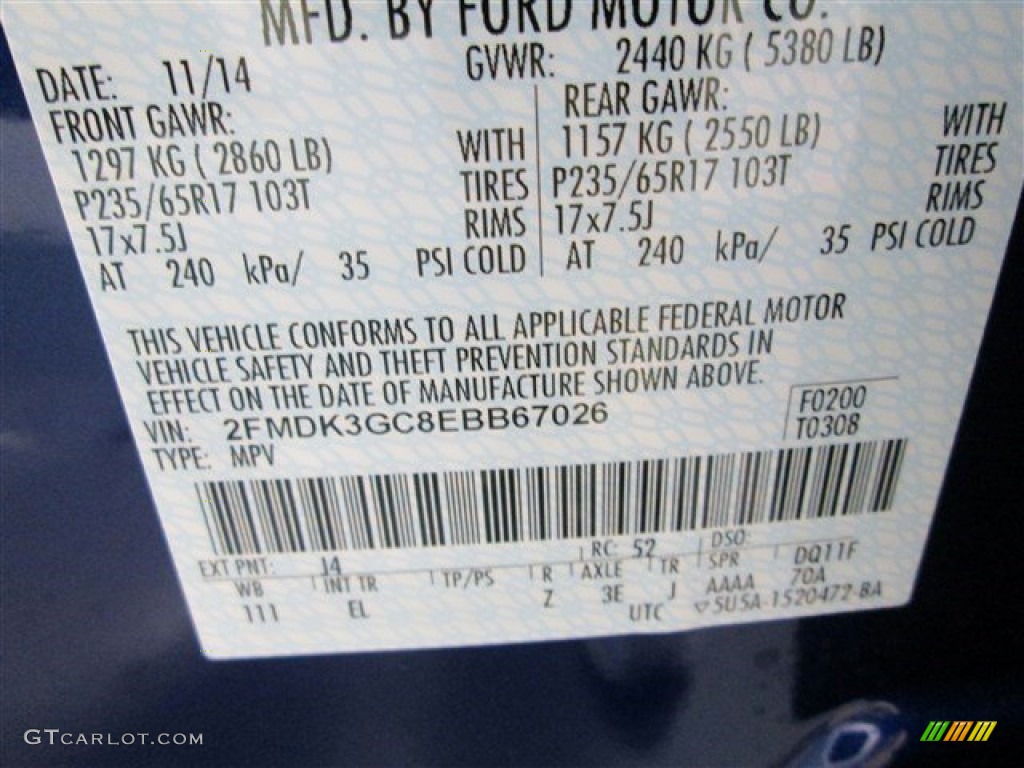 MFD. BY FORD MOTOR CO.
DATE: 11/14 GVWR: 2440 KG ( 5380 LB)
FRONT GAWR: REAR GAWR:
1297 KG ( 2860 LB) WITH 1157 KG ( 2550 LB) WITH
P235/65R17 103T TIRES P235/65R17 103T TIRES
17x7.5J RIMS 17x7.5J RIMS
AT 240 kPa/ 35 PSI COLD AT 240 kPa/ 35 PSI COLD
THIS VEHICLE CONFORMS TO ALL APPLICABLE FEDERAL MOTOR
VEHICLE SAFETY AND THEFT PREVENTION STANDARDS IN
EFFECT ON THE DATE OF MANUFACTURE SHOWN ABOVE.
VIN: 2FMDK3GC8EBB67026 F0200
TYPE: MPV T0308
EXT PNT: J4 RC: 52 DSO:
WB INT TR TP/PS R AXLE TR SPR DQ11F
111 EL Z 3E J AAAA 70A
UTC ▽5USA-1520472-BA
GTCARLOT.COM